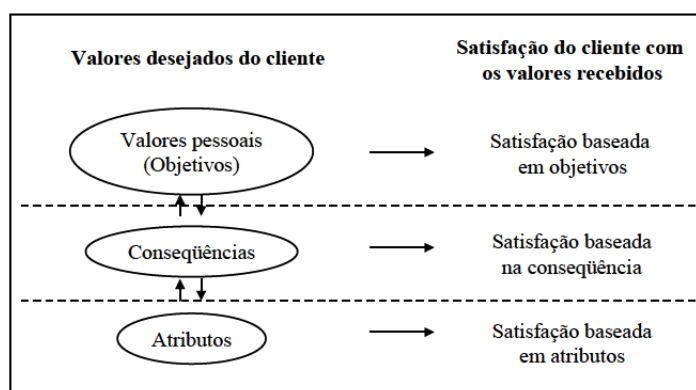 Valores desejados do cliente
Satisfação do cliente com
os valores recebidos
Valores pessoais
(Objetivos)
Satisfação baseada
em objetivos
Conseqüências
Satisfação baseada
na conseqüência
Atributos
Satisfação baseada
em atributos